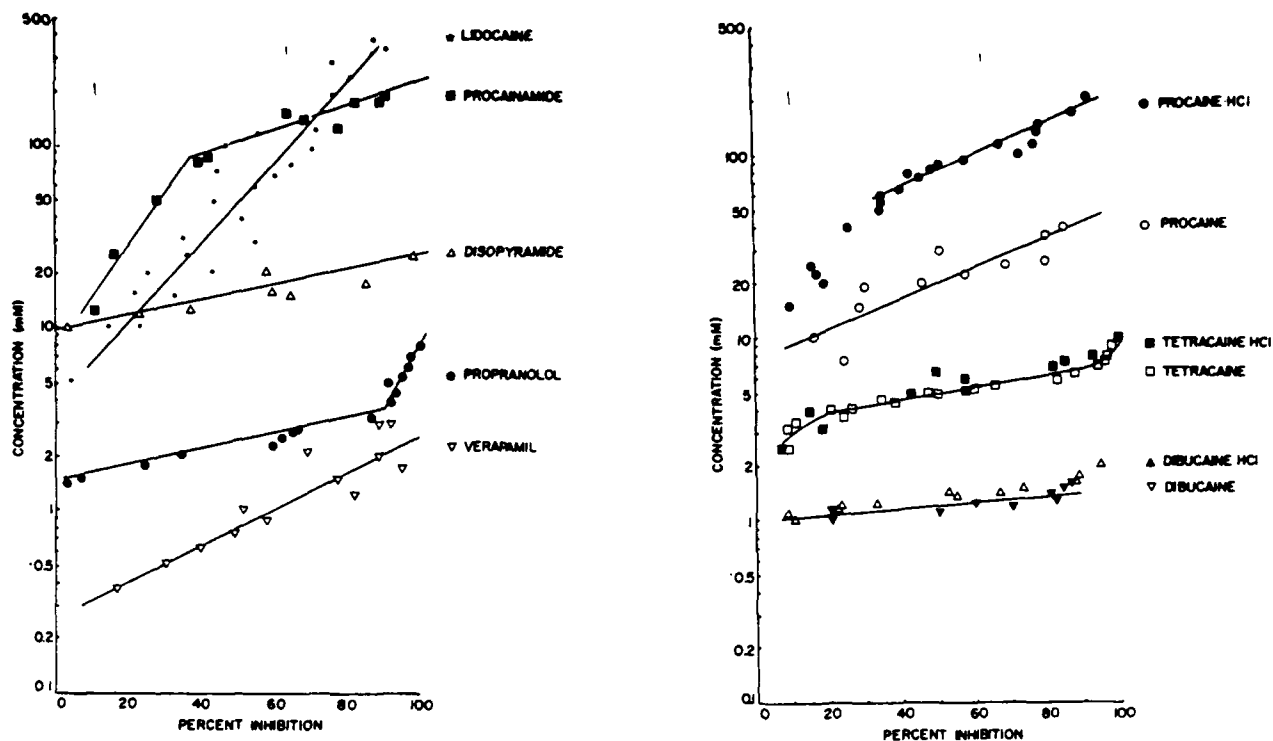 500
100
50
20
10
5
2
1
0.5
0.2
0.1
CONCENTRATION (mM)
0 20 40 60 80 100
PERCENT INHIBITION
LIDOCAINE
PROCAINAMIDE
DISOPYRAMIDE
PROPRANOLOL
VERAPAMIL
500
100
50
20
10
5
2
1
0.5
0.2
0.1
CONCENTRATION (mM)
0 20 40 60 80 100
PERCENT INHIBITION
PROCAINE HCl
PROCAINE
TETRACAINE HCl
TETRACAINE
DIBUCAINE HCl
DIBUCAINE